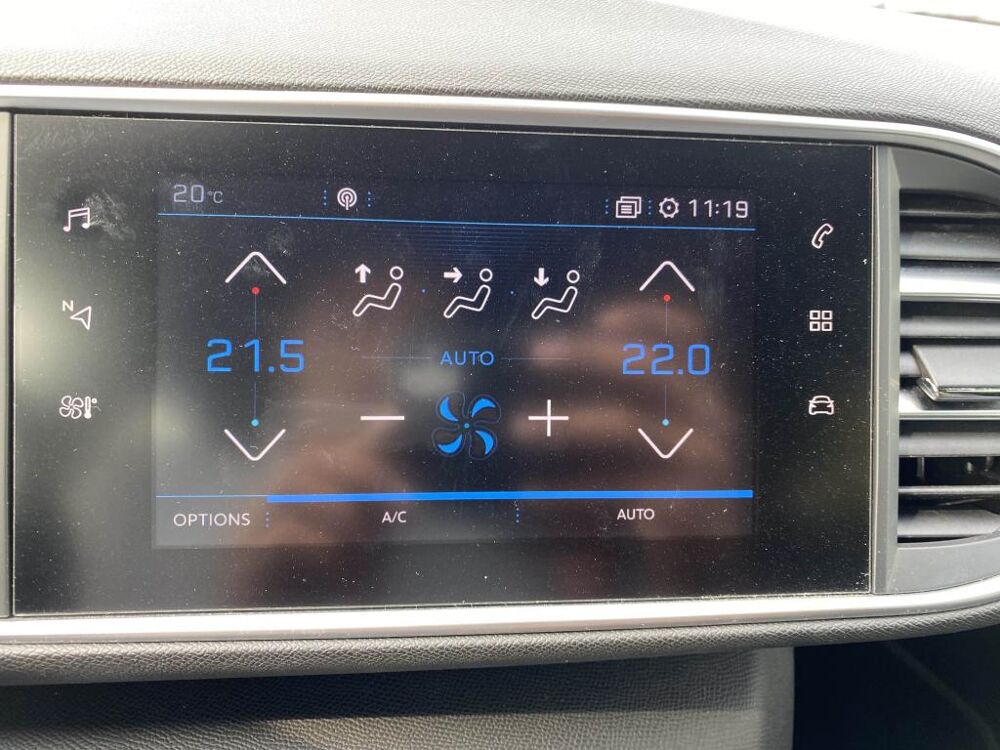 20°C
11:19
N
21.5
AUTO
22.0
OPTIONS
A/C
AUTO